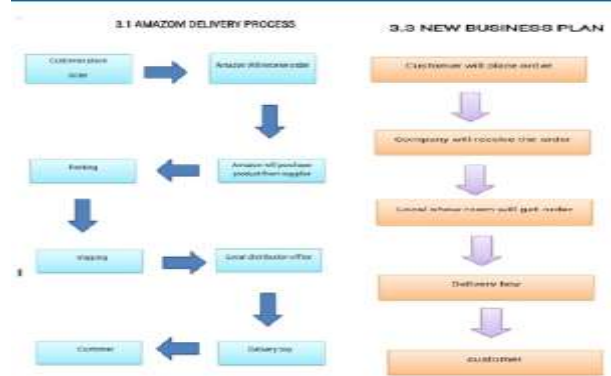 3.1 AMAZOM DELIVERY PROCESS
Customer place
order
Amazon will receive order
Packing
Amazon will purchase
product from supplier
Shipping
Local distributor office
Customer
Delivery boy
3.3 NEW BUSINESS PLAN
Customer will place order
Company will receive the order
Local show room will get order
Delivery boy
customer